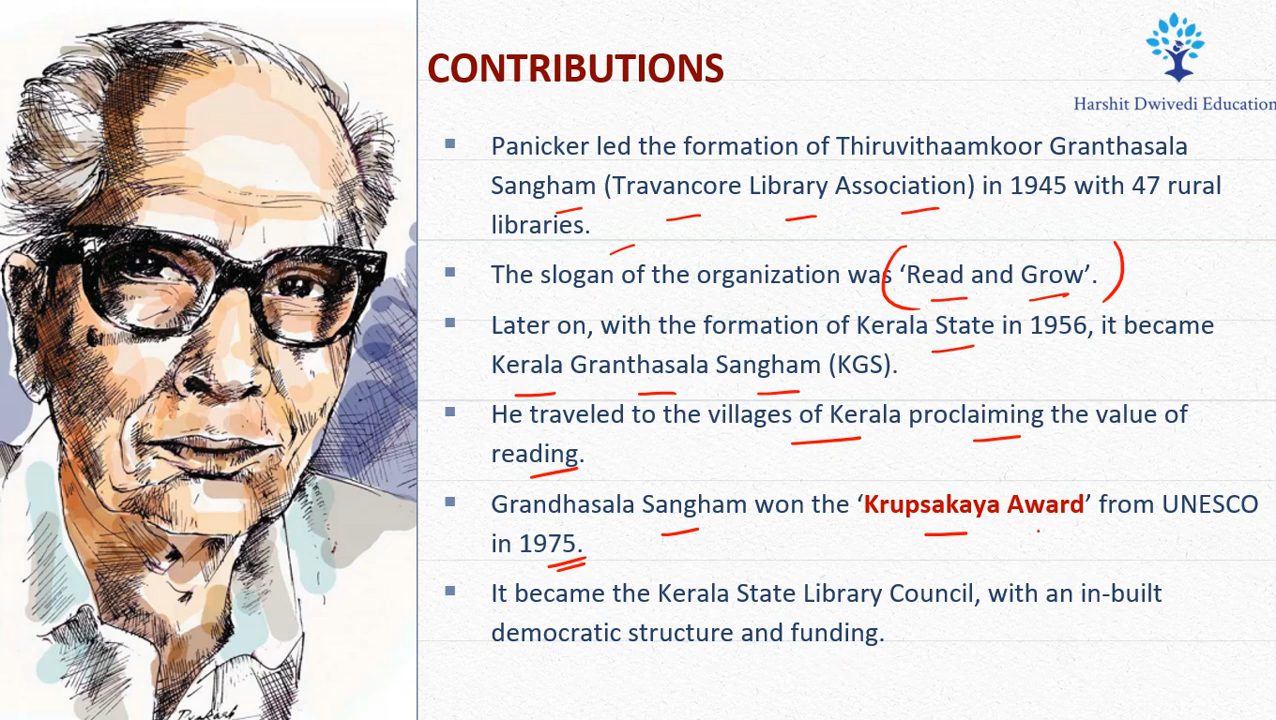 CONTRIBUTIONS
Harshit Dwivedi Education
▪ Panicker led the formation of Thiruvithaamkoor Granthasala
Sangham (Travancore Library Association) in 1945 with 47 rural
libraries.
▪ The slogan of the organization was ‘Read and Grow’.
▪ Later on, with the formation of Kerala State in 1956, it became
Kerala Granthasala Sangham (KGS).
▪ He traveled to the villages of Kerala proclaiming the value of
reading.
▪ Grandhasala Sangham won the ‘Krupsakaya Award’ from UNESCO
in 1975.
▪ It became the Kerala State Library Council, with an in-built
democratic structure and funding.
Prakash